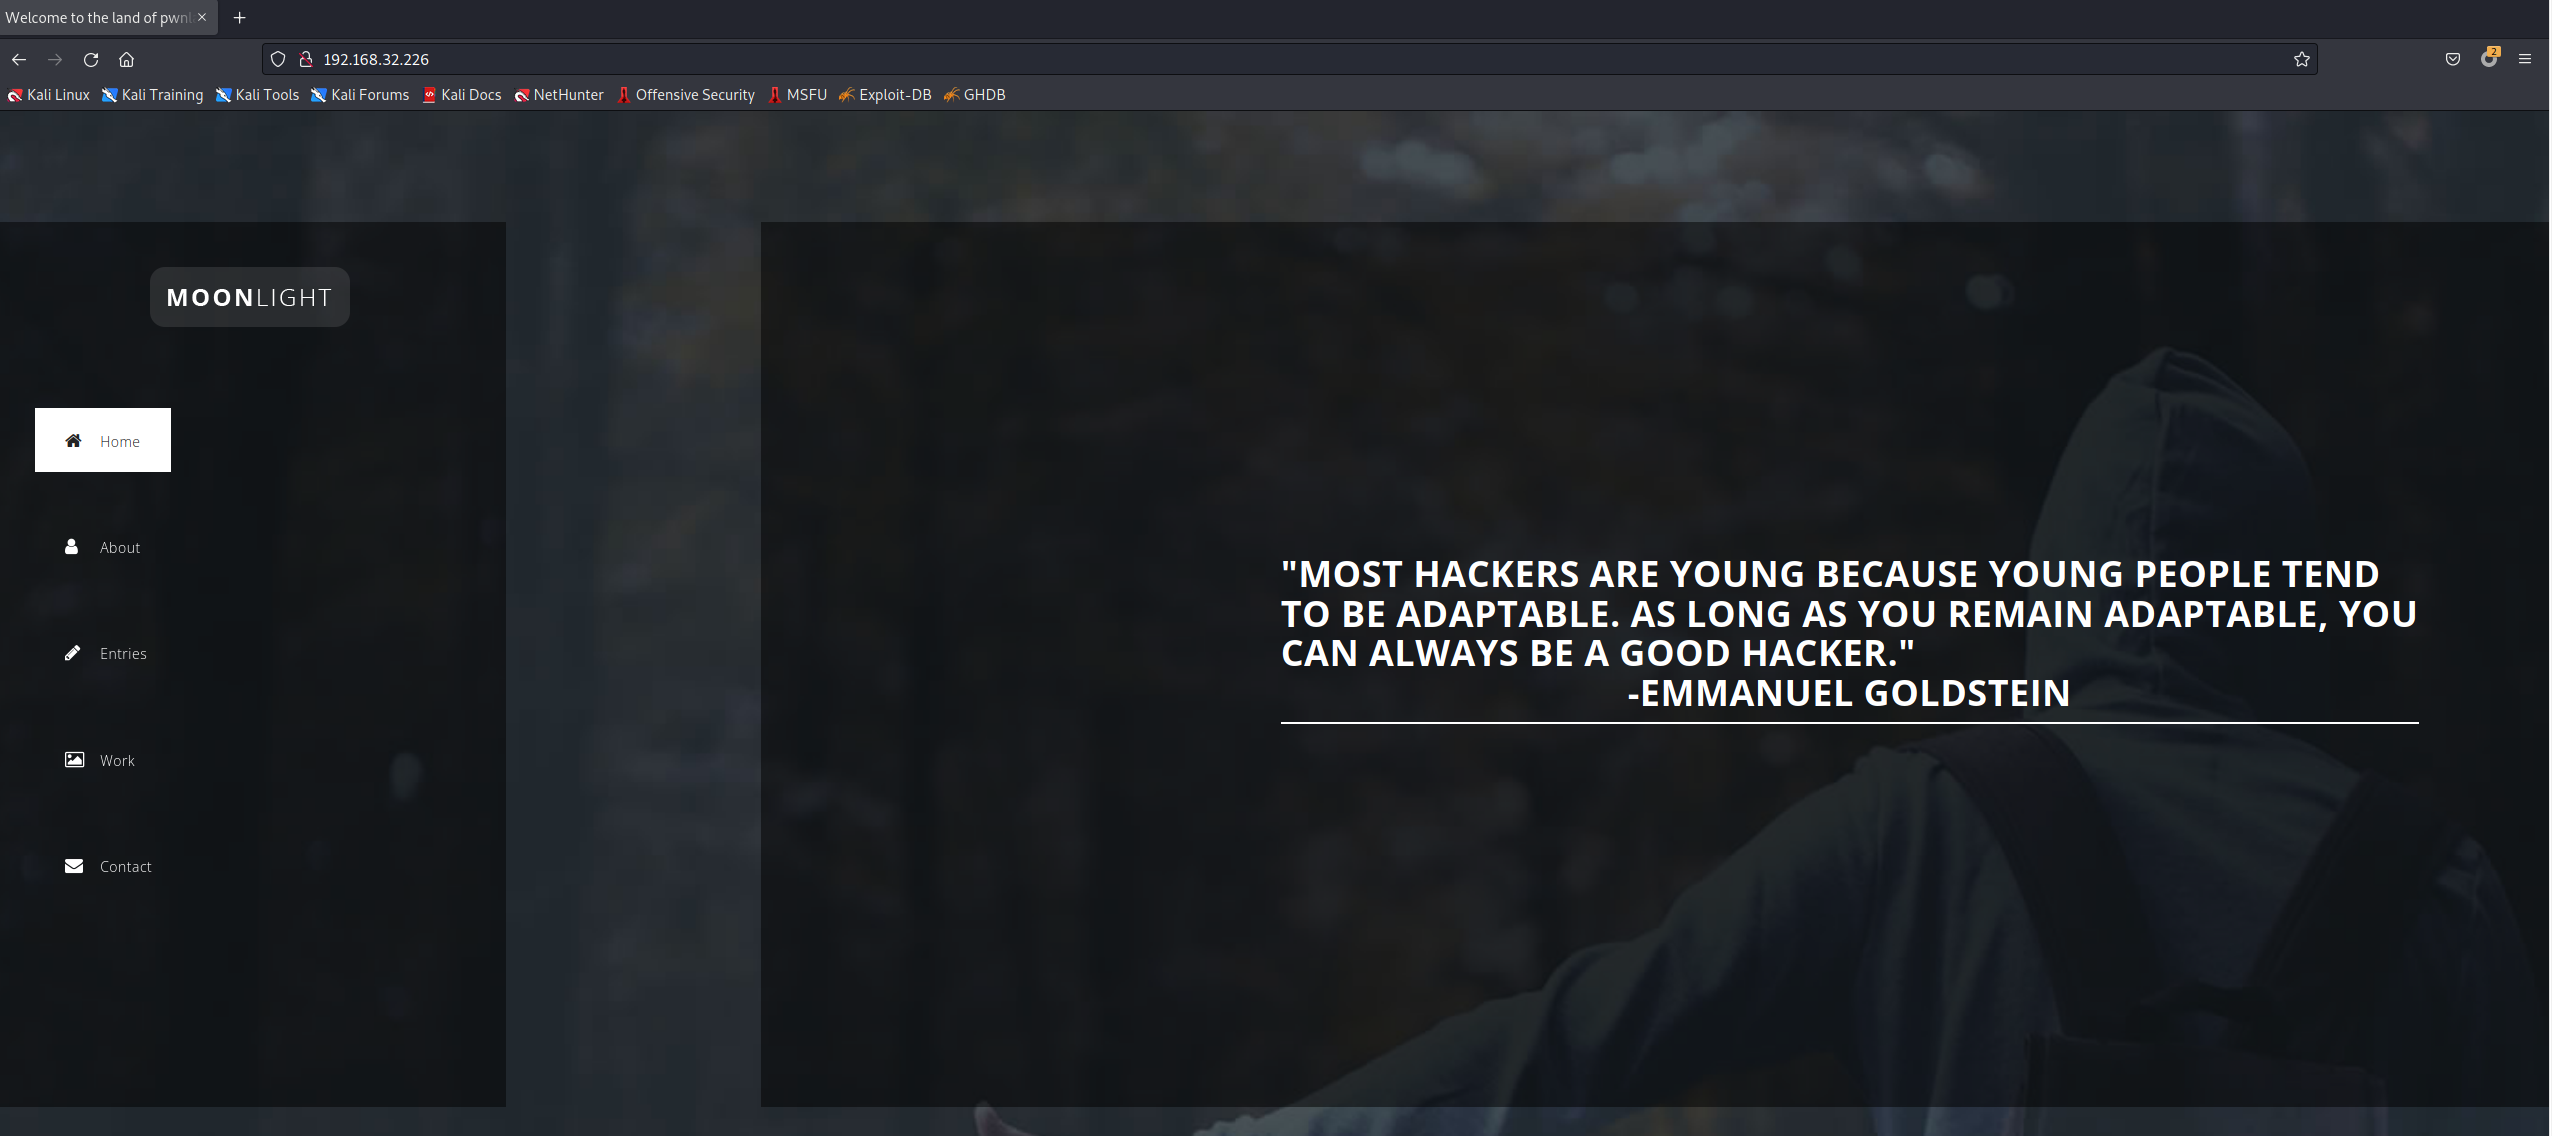 Welcome to the land of pwnl
192.168.32.226
2
Kali Linux Kali Training Kali Tools Kali Forums Kali Docs NetHunter Offensive Security MSFU Exploit-DB GHDB
MOONLIGHT
Home
About
Entries
Work
Contact
"MOST HACKERS ARE YOUNG BECAUSE YOUNG PEOPLE TEND
TO BE ADAPTABLE. AS LONG AS YOU REMAIN ADAPTABLE, YOU
CAN ALWAYS BE A GOOD HACKER."
-EMMANUEL GOLDSTEIN